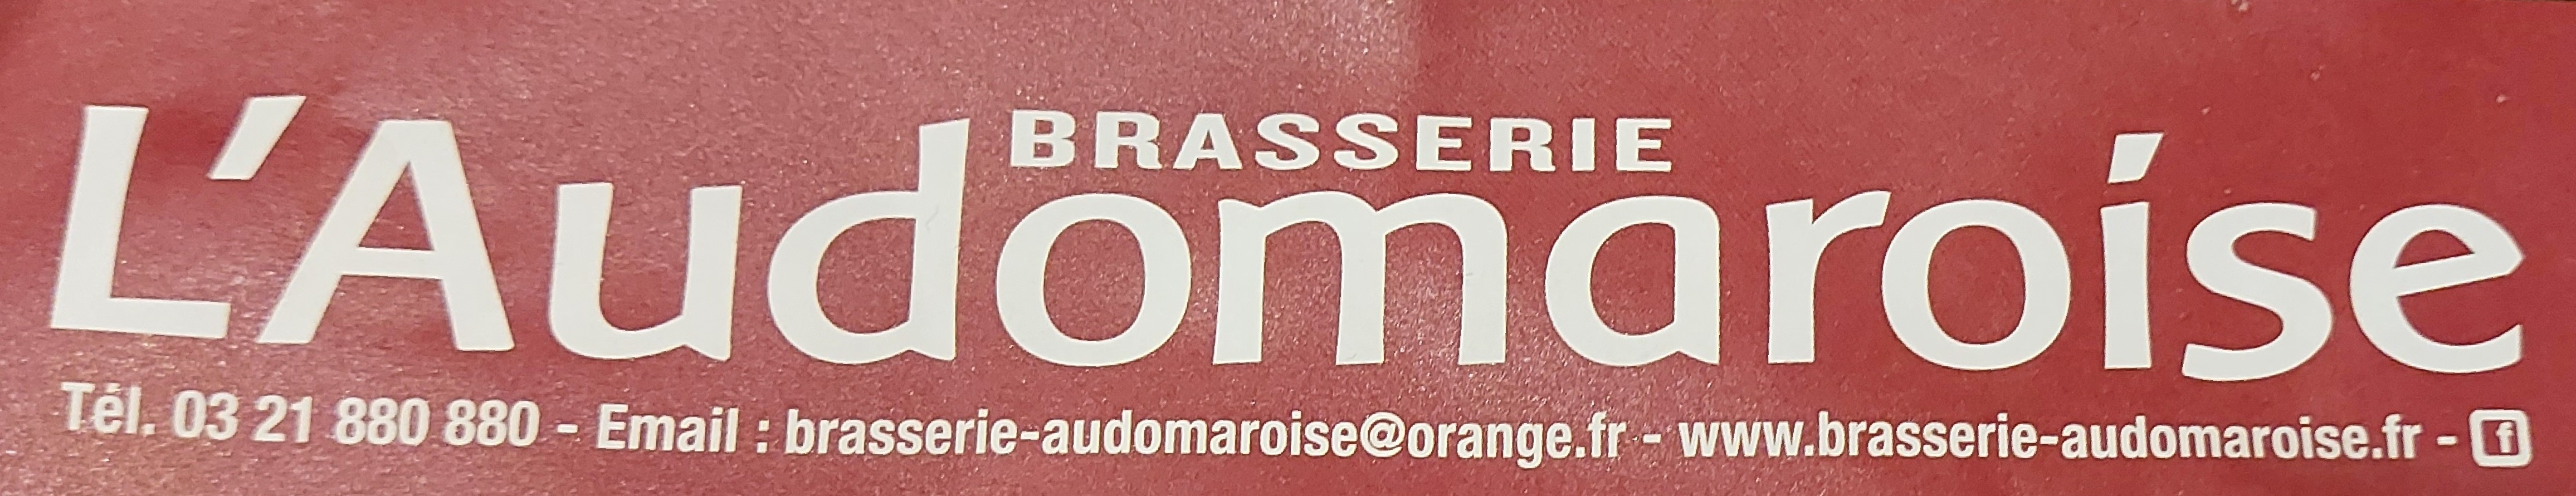 BRASSERIE
L'Audomaroise
Tél. 03 21 880 880 - Email : brasserie-audomaroise@orange.fr - www.brasserie-audomaroise.fr - f